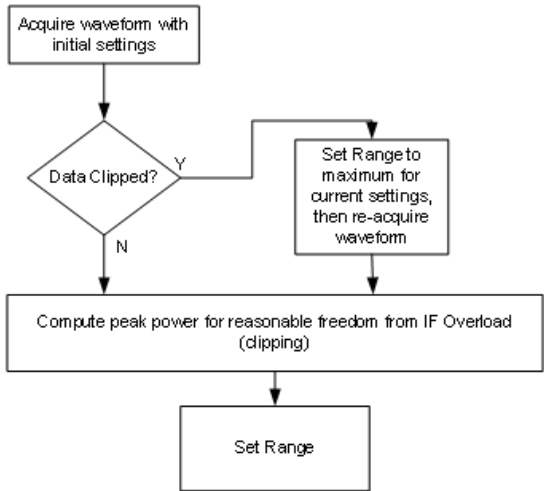 Acquire waveform with
initial settings
Data Clipped?
Y
Set Range to
maximum for
current settings,
then re-acquire
waveform
N
Compute peak power for reasonable freedom from IF Overload
(clipping)
Set Range